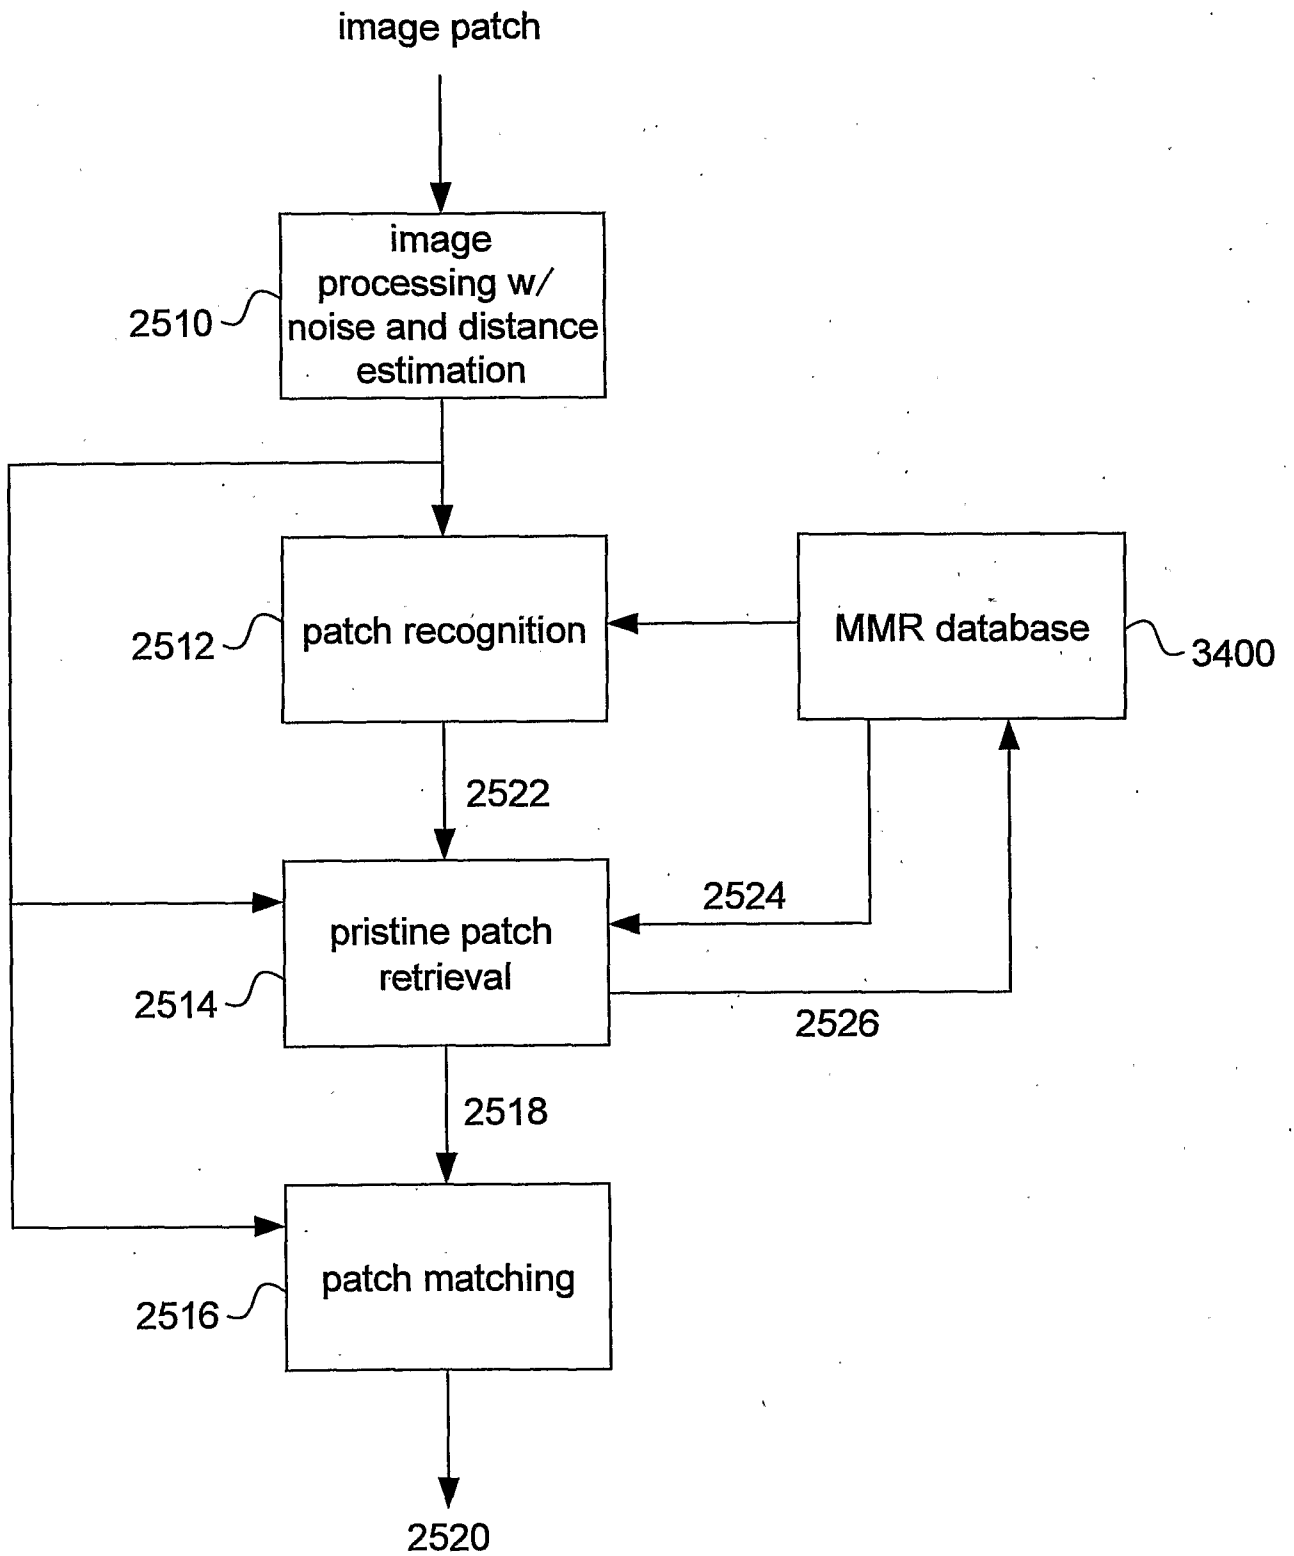 image patch
image
processing w/
noise and distance
estimation
2510
patch recognition
2512
MMR database
3400
2522
pristine patch
retrieval
2514
2524
2526
2518
patch matching
2516
2520